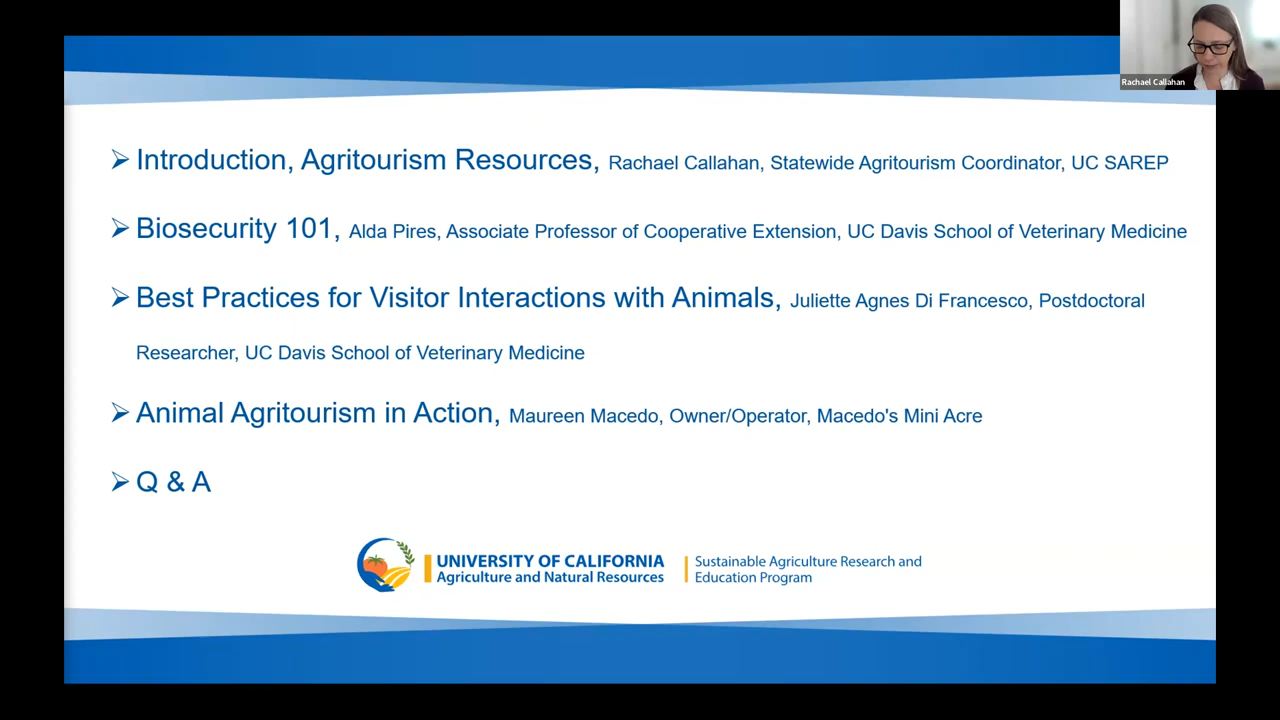 Rachael Callahan
➢ Introduction, Agritourism Resources, Rachael Callahan, Statewide Agritourism Coordinator, UC SAREP
➢ Biosecurity 101, Alda Pires, Associate Professor of Cooperative Extension, UC Davis School of Veterinary Medicine
➢ Best Practices for Visitor Interactions with Animals, Juliette Agnes Di Francesco, Postdoctoral
Researcher, UC Davis School of Veterinary Medicine
➢ Animal Agritourism in Action, Maureen Macedo, Owner/Operator, Macedo's Mini Acre
➢ Q & A
UNIVERSITY OF CALIFORNIA
Agriculture and Natural Resources
Sustainable Agriculture Research and
Education Program